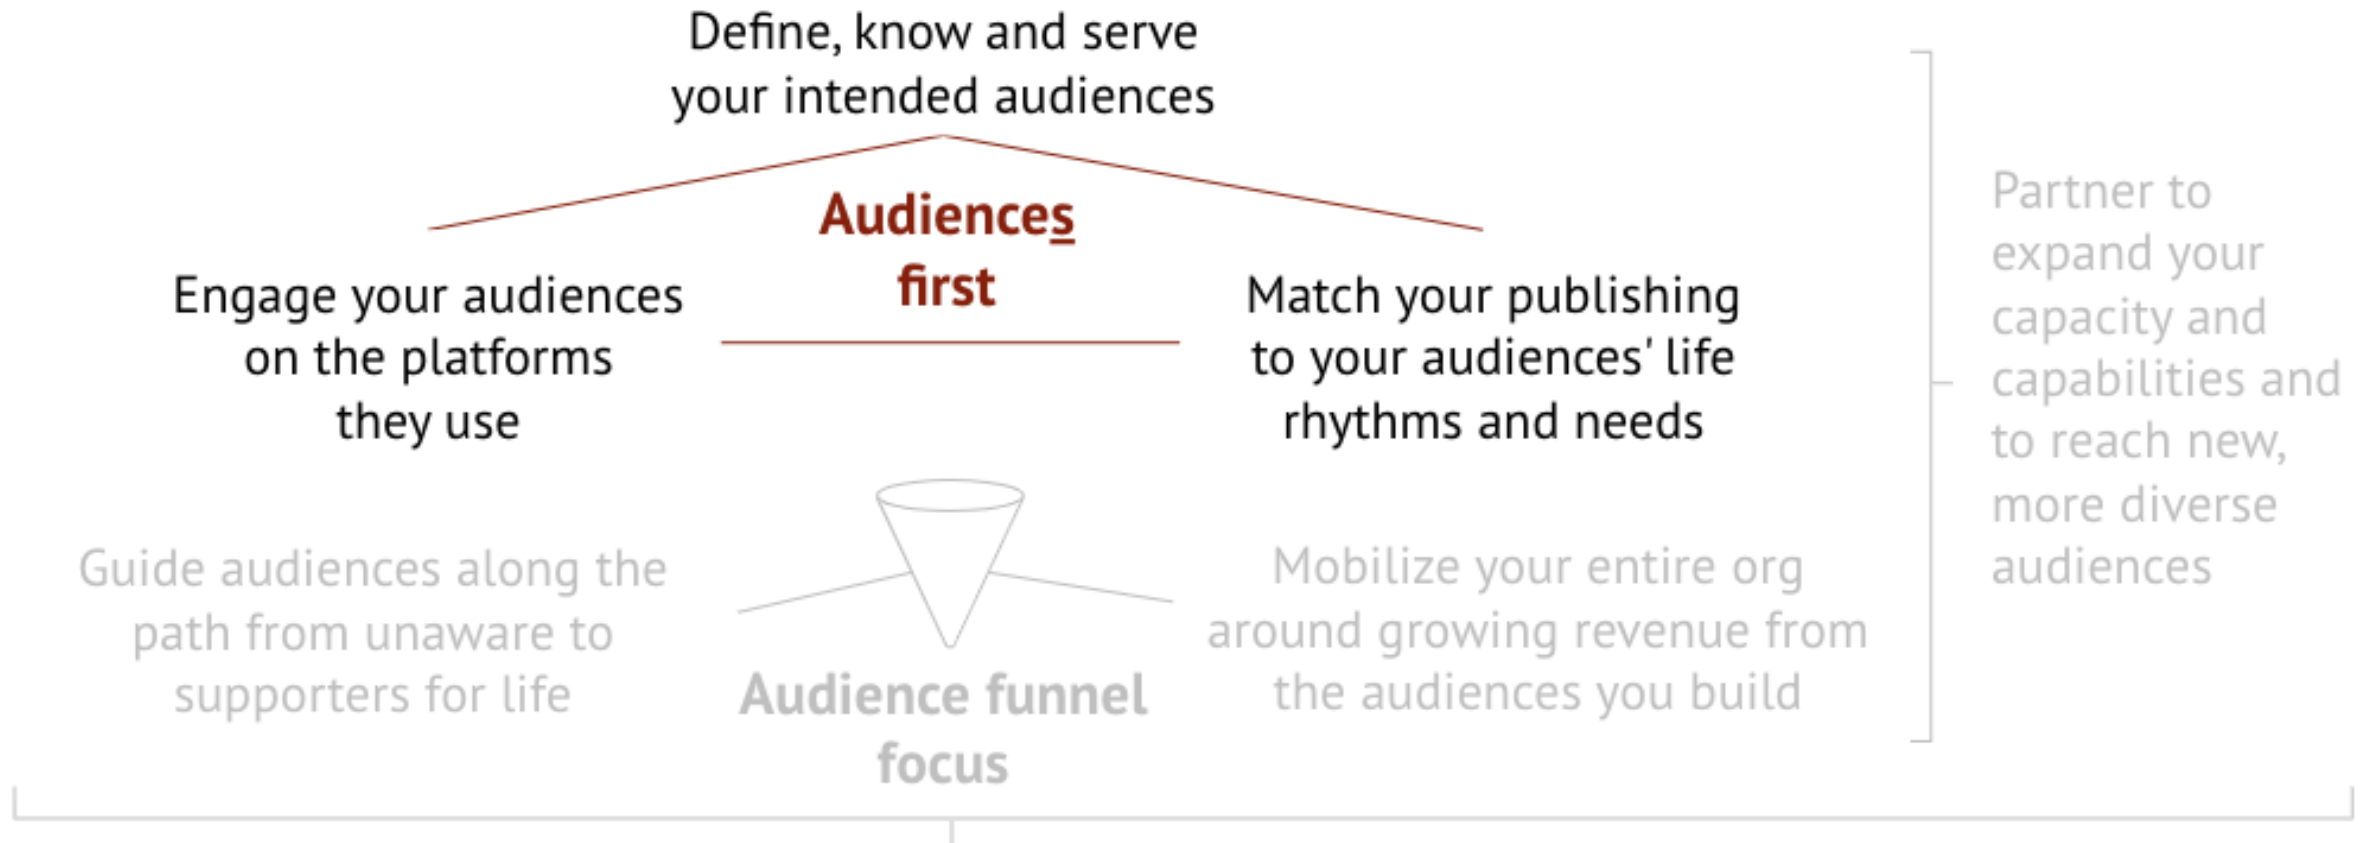 Define, know and serve
your intended audiences
Audiences
first
Engage your audiences
on the platforms
they use
Match your publishing
to your audiences' life
rhythms and needs
Partner to
expand your
capacity and
capabilities and
to reach new,
more diverse
audiences
Guide audiences along the
path from unaware to
supporters for life
Mobilize your entire org
around growing revenue from
the audiences you build
Audience funnel
focus